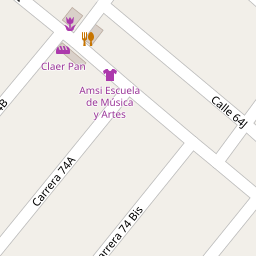 Claer Pan
Amsi Escuela
de Música
y Artes
Calle 64J
Carrera 74A
Carrera 74 Bis